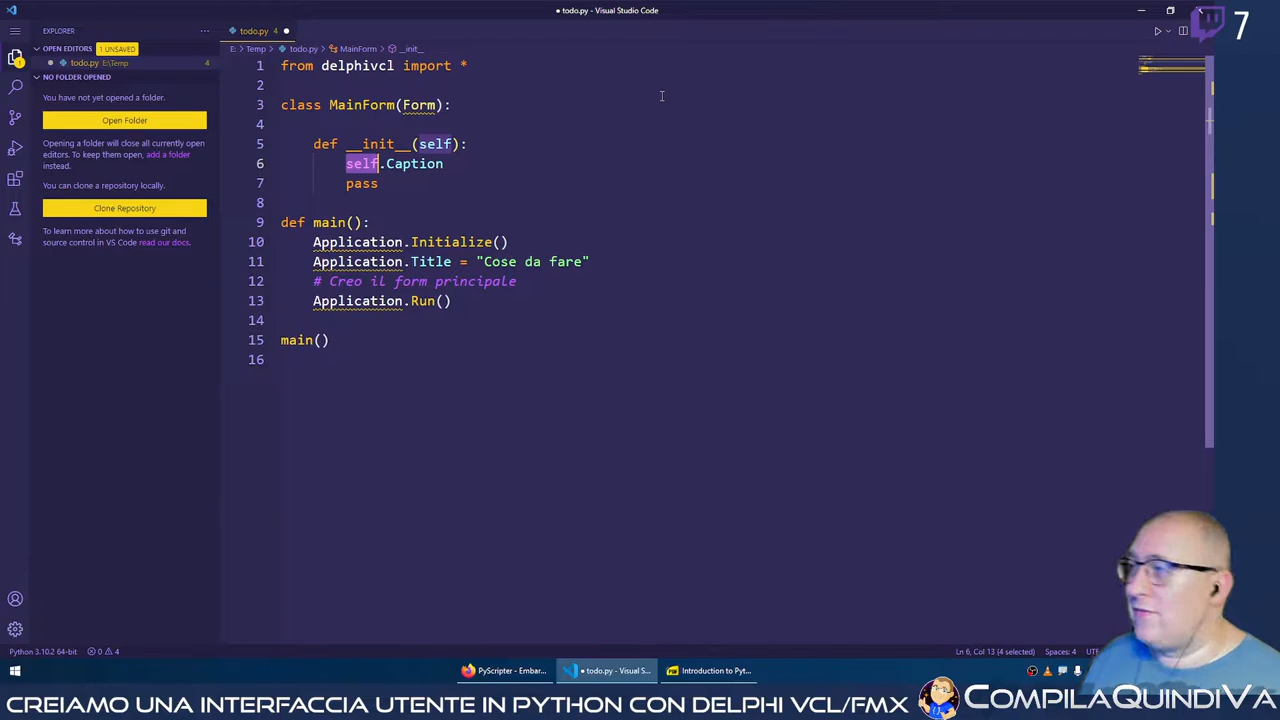 todo.py - Visual Studio Code
7
EXPLORER
OPEN EDITORS
1 UNSAVED
todo.py E:\Temp
4
NO FOLDER OPENED
You have not yet opened a folder.
Open Folder
Opening a folder will close all currently open
editors. To keep them open, add a folder
instead.
You can clone a repository locally.
Clone Repository
To learn more about how to use git and
source control in VS Code read our docs.
todo.py
E: > Temp > todo.py > MainForm > __init__
1 from delphivcl import *
2
3 class MainForm(Form):
4
5 def __init__(self):
6 self.Caption
7 pass
8
9 def main():
10 Application.Initialize()
11 Application.Title = "Cose da fare"
12 # Creo il form principale
13 Application.Run()
14
15 main()
16
Python 3.10.2 64-bit
0
4
Ln 6, Col 13 (4 selected)
Spaces: 4
PyScripter - Embar...
todo.py - Visual S...
Introduction to Pyt...
CREIAMO UNA INTERFACCIA UTENTE IN PYTHON CON DELPHI VCL/FMX
COMPILAQUINDIVA